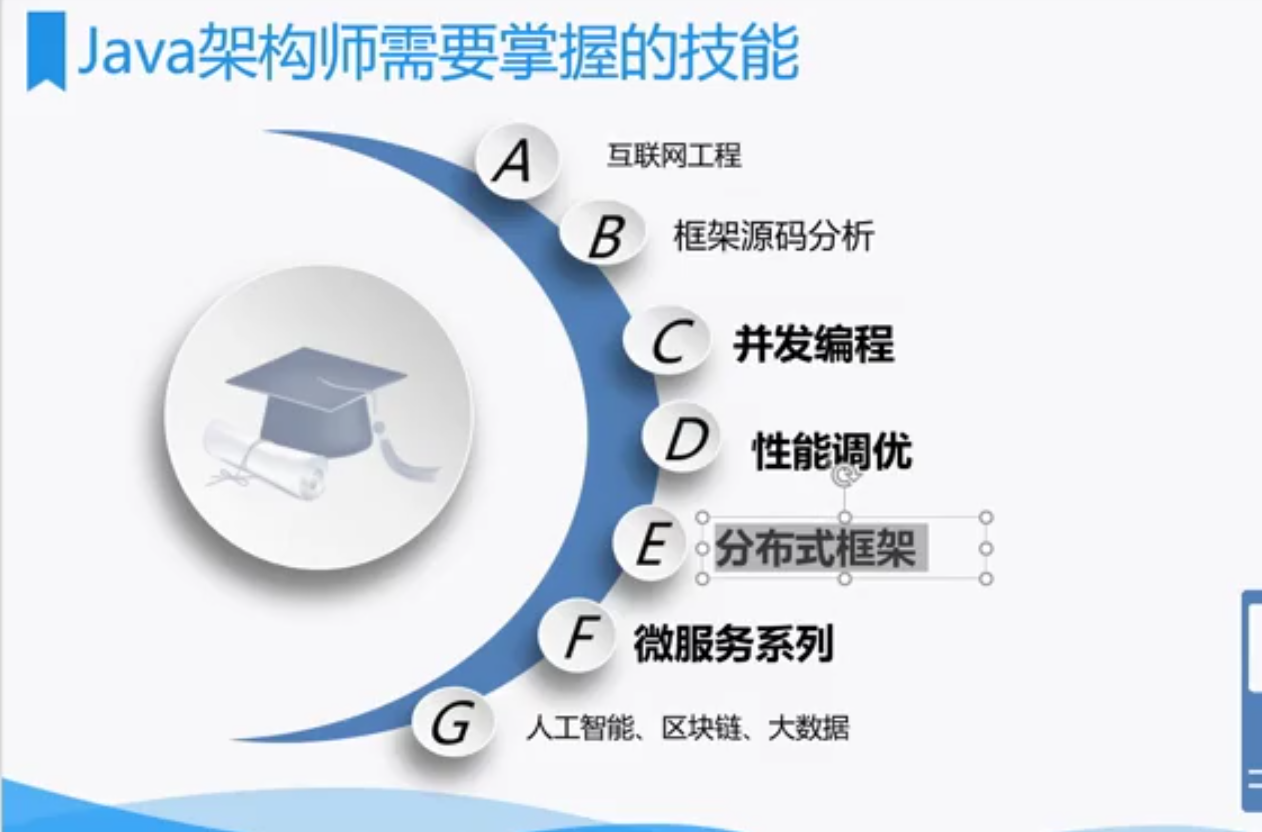 Java架构师需要掌握的技能
A 互联网工程
B 框架源码分析
C 并发编程
D 性能调优
E 分布式框架
F 微服务系列
G 人工智能、区块链、大数据